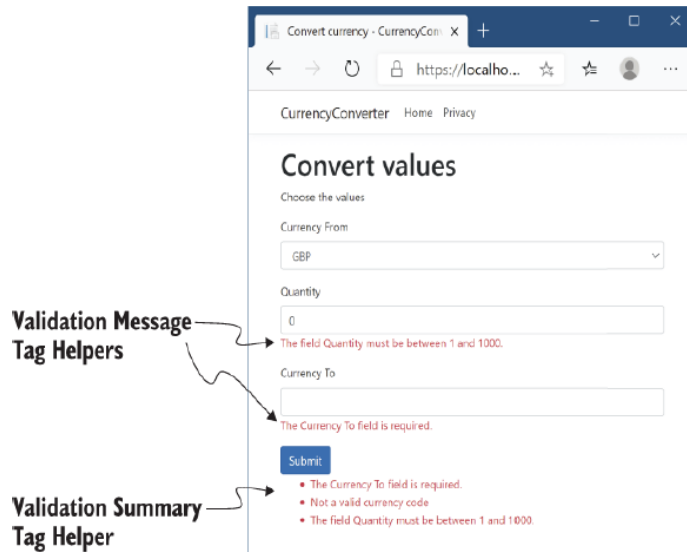 Convert currency - CurrencyCon
https://localho...
CurrencyConverter Home Privacy
Convert values
Choose the values
Currency From
GBP
Quantity
0
Validation Message
Tag Helpers
The field Quantity must be between 1 and 1000.
Currency To
The Currency To field is required.
Submit
Validation Summary
Tag Helper
• The Currency To field is required.
• Not a valid currency code
• The field Quantity must be between 1 and 1000.